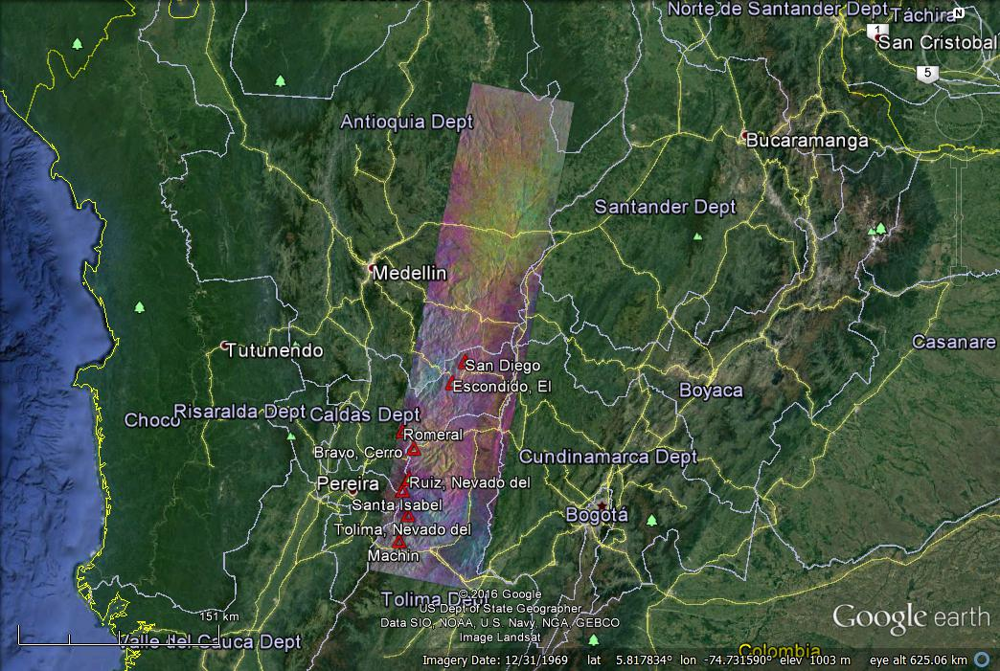 Norte de Santander Dept
Táchira
N
1
San Cristobal
5
Antioquia Dept
Bucaramanga
Santander Dept
Medellin
Tutunendo
San Diego
Escondido, El
Casanare
Boyaca
Choco
Risaralda Dept
Caldas Dept
Romeral
Bravo, Cerro
Cundinamarca Dept
Pereira
Ruiz, Nevado del
Santa Isabel
Bogotá
Tolima, Nevado del
Machin
Tolima Dept
©2016 Google
US Dept of State Geographer
Data SIO, NOAA, U.S. Navy, NGA, GEBCO
Image Landsat
Google earth
151 km
Valle del Cauca Dept
Colombia
Imagery Date: 12/31/1969 lat 5.817834° lon -74.731590° elev 1003 m eye alt 625.06 km